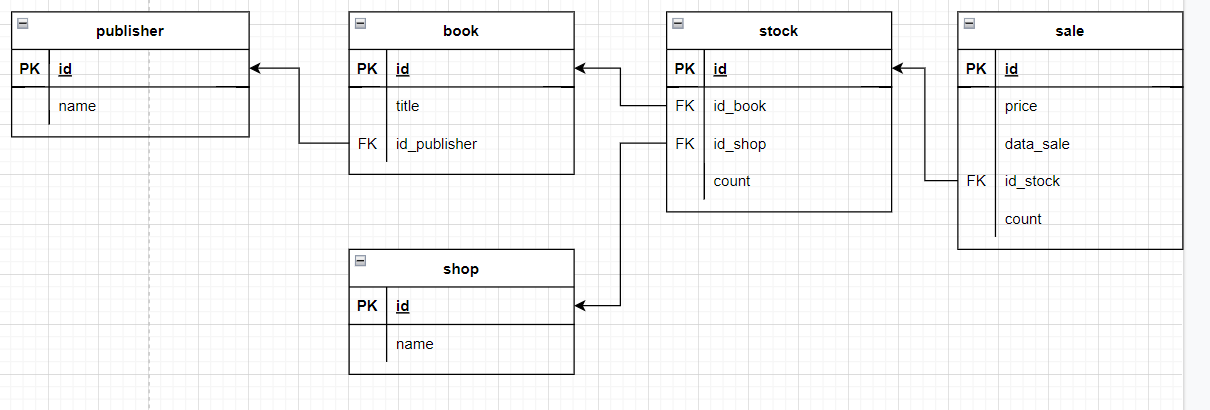 publisher
PK id
name
book
PK id
title
FK id_publisher
stock
PK id
FK id_book
FK id_shop
count
sale
PK id
price
data_sale
FK id_stock
count
shop
PK id
name